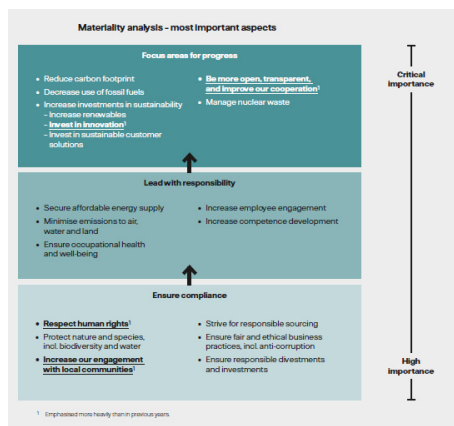 Materiality analysis – most important aspects
Focus areas for progress
• Reduce carbon footprint
• Decrease use of fossil fuels
• Increase investments in sustainability
– Increase renewables
– Invest in innovation¹
– Invest in sustainable customer
solutions
• Be more open, transparent,
and improve our cooperation¹
• Manage nuclear waste
Critical
importance
Lead with responsibility
• Secure affordable energy supply
• Minimise emissions to air,
water and land
• Ensure occupational health
and well-being
• Increase employee engagement
• Increase competence development
Ensure compliance
• Respect human rights¹
• Protect nature and species,
incl. biodiversity and water
• Increase our engagement
with local communities¹
• Strive for responsible sourcing
• Ensure fair and ethical business
practices, incl. anti-corruption
• Ensure responsible divestments
and investments
High
importance
¹ Emphasised more heavily than in previous years.